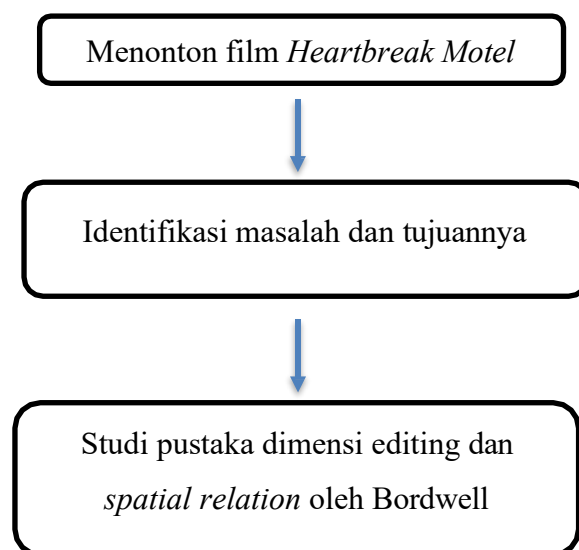 Menonton film Heartbreak Motel
Identifikasi masalah dan tujuannya
Studi pustaka dimensi editing dan
spatial relation oleh Bordwell